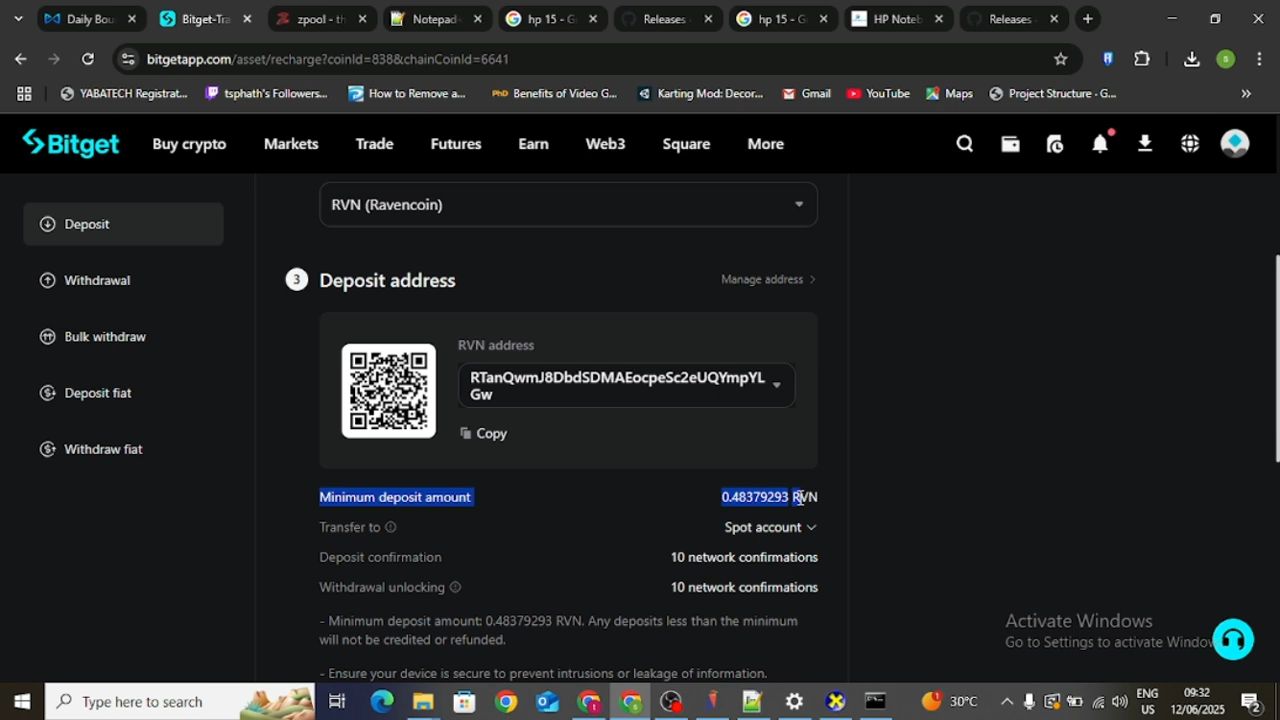 Daily Bou
Bitget-Tra
zpool - th
Notepad-
hp 15 - G
Releases
hp 15 - G
HP Noteb
Releases
bitgetapp.com/asset/recharge?coinId=838&chainCoinId=6641
S
YABATECH Registrat...
tsphath's Followers...
How to Remove a...
PhD Benefits of Video G...
Karting Mod: Decor...
Gmail
YouTube
Maps
Project Structure - G...
Bitget
Buy crypto
Markets
Trade
Futures
Earn
Web3
Square
More
Deposit
Withdrawal
Bulk withdraw
Deposit fiat
Withdraw fiat
RVN (Ravencoin)
3 Deposit address
Manage address
RVN address
RTanQwmJ8DbdSDMAEocpeSc2eUQYmpYL
Gw
Copy
Minimum deposit amount 0.48379293 RVN
Transfer to Spot account
Deposit confirmation 10 network confirmations
Withdrawal unlocking 10 network confirmations
- Minimum deposit amount: 0.48379293 RVN. Any deposits less than the minimum
will not be credited or refunded.
- Ensure your device is secure to prevent intrusions or leakage of information.
Activate Windows
Go to Settings to activate Window
Type here to search
30°C
ENG
US
09:32
12/06/2025
2